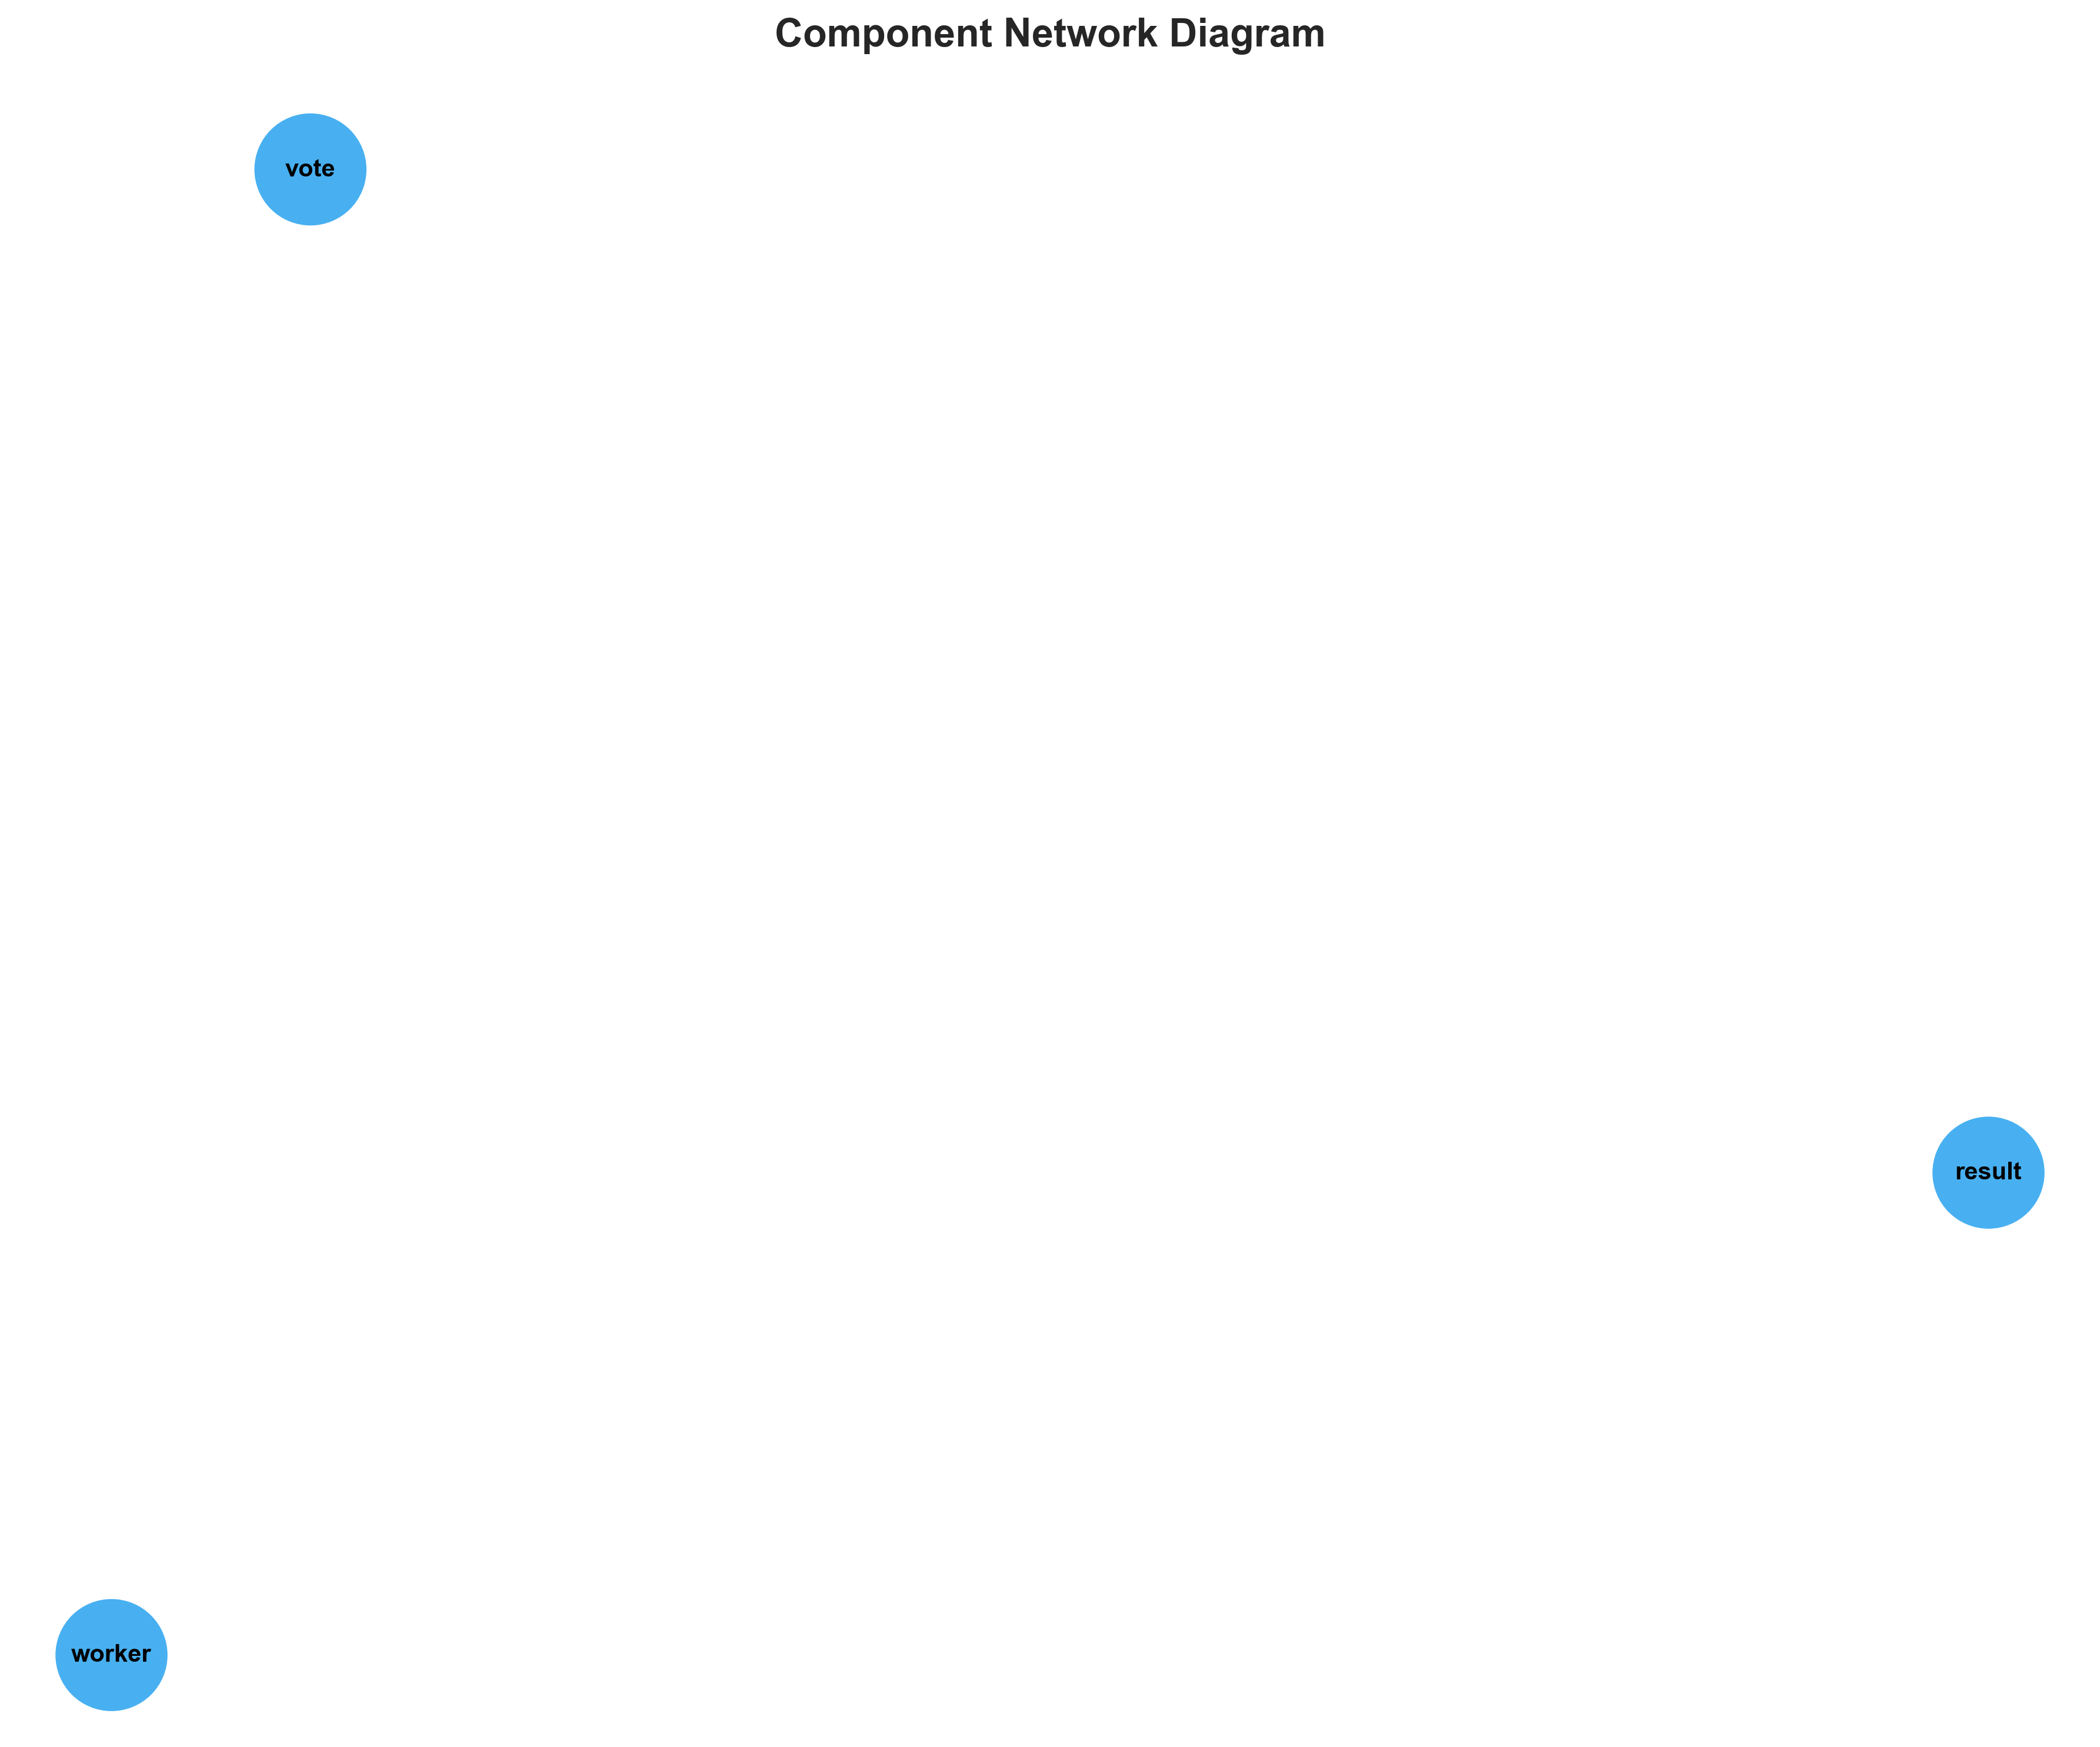 Component Network Diagram
vote
result
worker